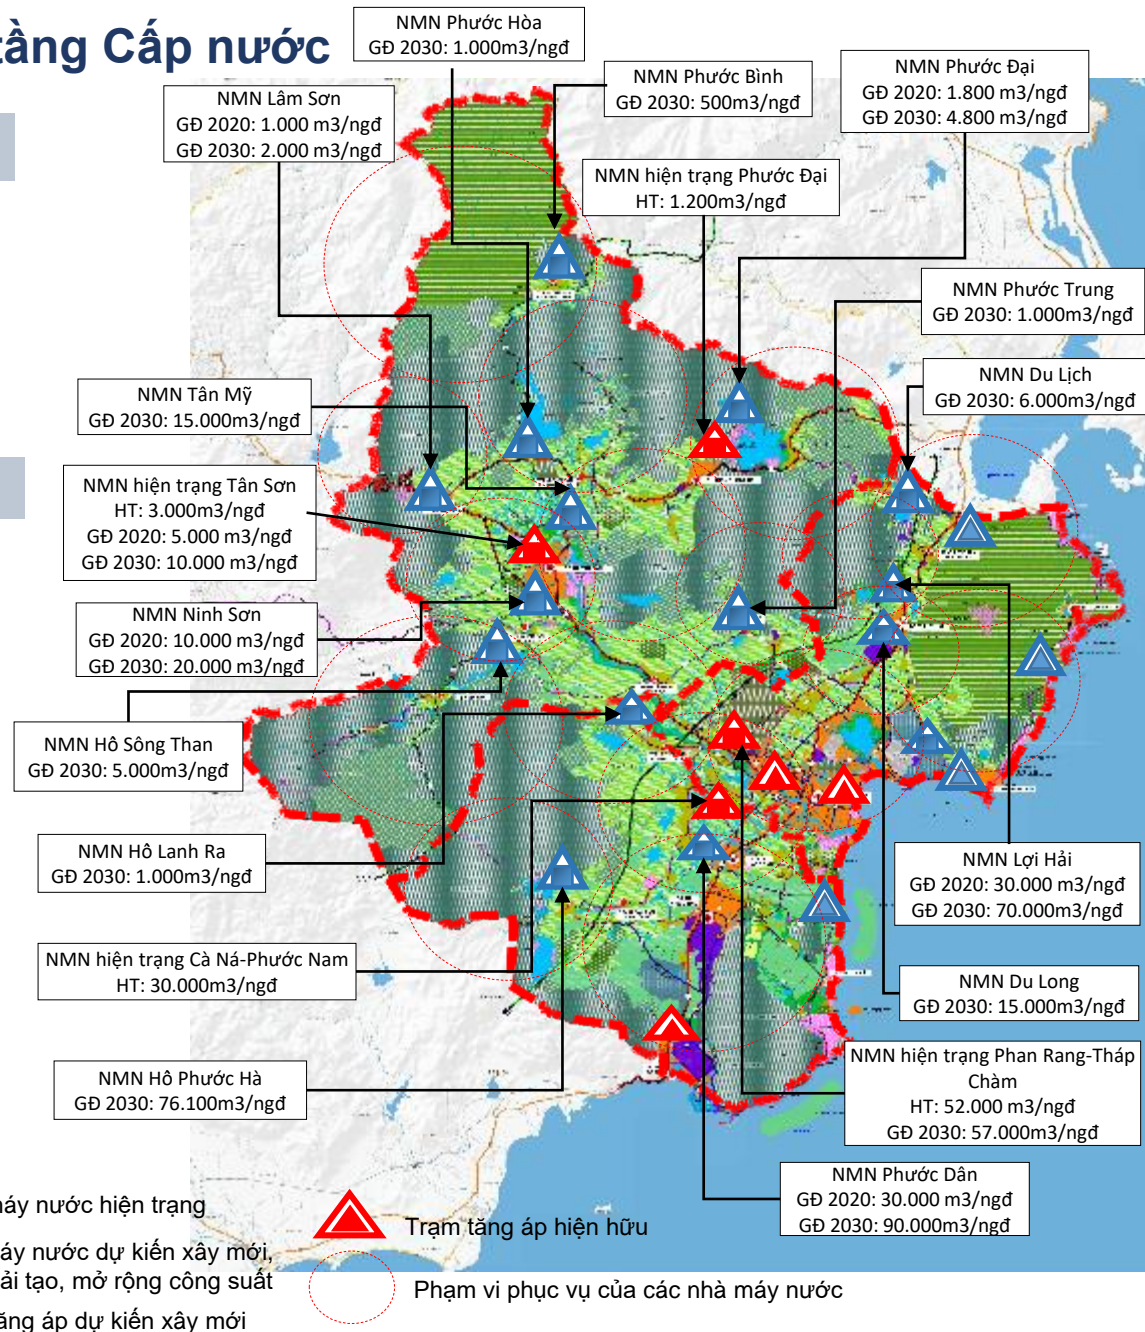 tầng Cấp nước
NMN Phước Hòa
GĐ 2030: 1.000m3/ngđ
NMN Phước Bình
GĐ 2030: 500m3/ngđ
NMN Phước Đại
GĐ 2020: 1.800 m3/ngđ
GĐ 2030: 4.800 m3/ngđ
NMN Lâm Sơn
GĐ 2020: 1.000 m3/ngđ
GĐ 2030: 2.000 m3/ngđ
NMN hiện trạng Phước Đại
HT: 1.200m3/ngđ
NMN Phước Trung
GĐ 2030: 1.000m3/ngđ
NMN Tân Mỹ
GĐ 2030: 15.000m3/ngđ
NMN Du Lịch
GĐ 2030: 6.000m3/ngđ
NMN hiện trạng Tân Sơn
HT: 3.000m3/ngđ
GĐ 2020: 5.000 m3/ngđ
GĐ 2030: 10.000 m3/ngđ
NMN Ninh Sơn
GĐ 2020: 10.000 m3/ngđ
GĐ 2030: 20.000 m3/ngđ
NMN Hồ Sông Than
GĐ 2030: 5.000m3/ngđ
NMN Hồ Lanh Ra
GĐ 2030: 1.000m3/ngđ
NMN Lợi Hải
GĐ 2020: 30.000 m3/ngđ
GĐ 2030: 70.000m3/ngđ
NMN hiện trạng Cà Ná-Phước Nam
HT: 30.000m3/ngđ
NMN Du Long
GĐ 2030: 15.000m3/ngđ
NMN hiện trạng Phan Rang-Tháp
Chàm
HT: 52.000 m3/ngđ
GĐ 2030: 57.000m3/ngđ
NMN Hồ Phước Hà
GĐ 2030: 76.100m3/ngđ
NMN Phước Dân
GĐ 2020: 30.000 m3/ngđ
GĐ 2030: 90.000m3/ngđ
máy nước hiện trạng
Trạm tăng áp hiện hữu
máy nước dự kiến xây mới,
cải tạo, mở rộng công suất
Phạm vi phục vụ của các nhà máy nước
tăng áp dự kiến xây mới